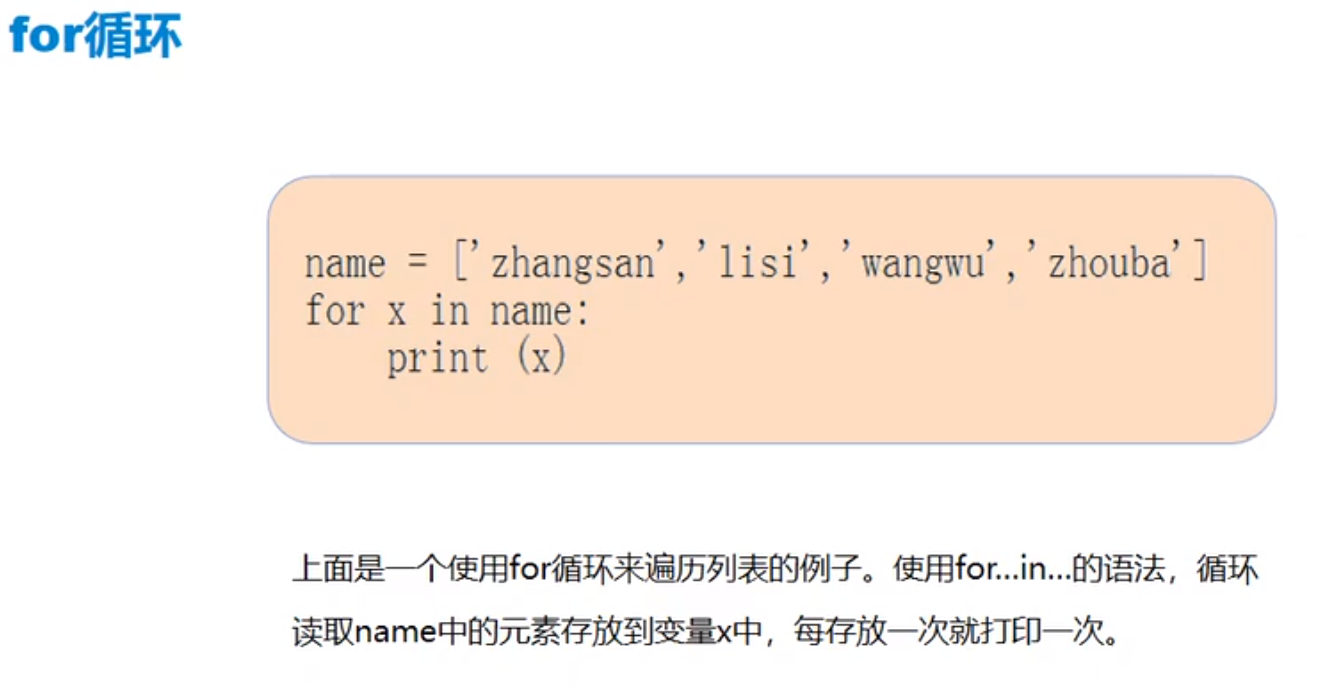 for循环
name = ['zhangsan','lisi','wangwu','zhouba']
for x in name:
    print (x)
上面是一个使用for循环来遍历列表的例子。使用for...in...的语法，循环
读取name中的元素存放到变量x中，每存放一次就打印一次。